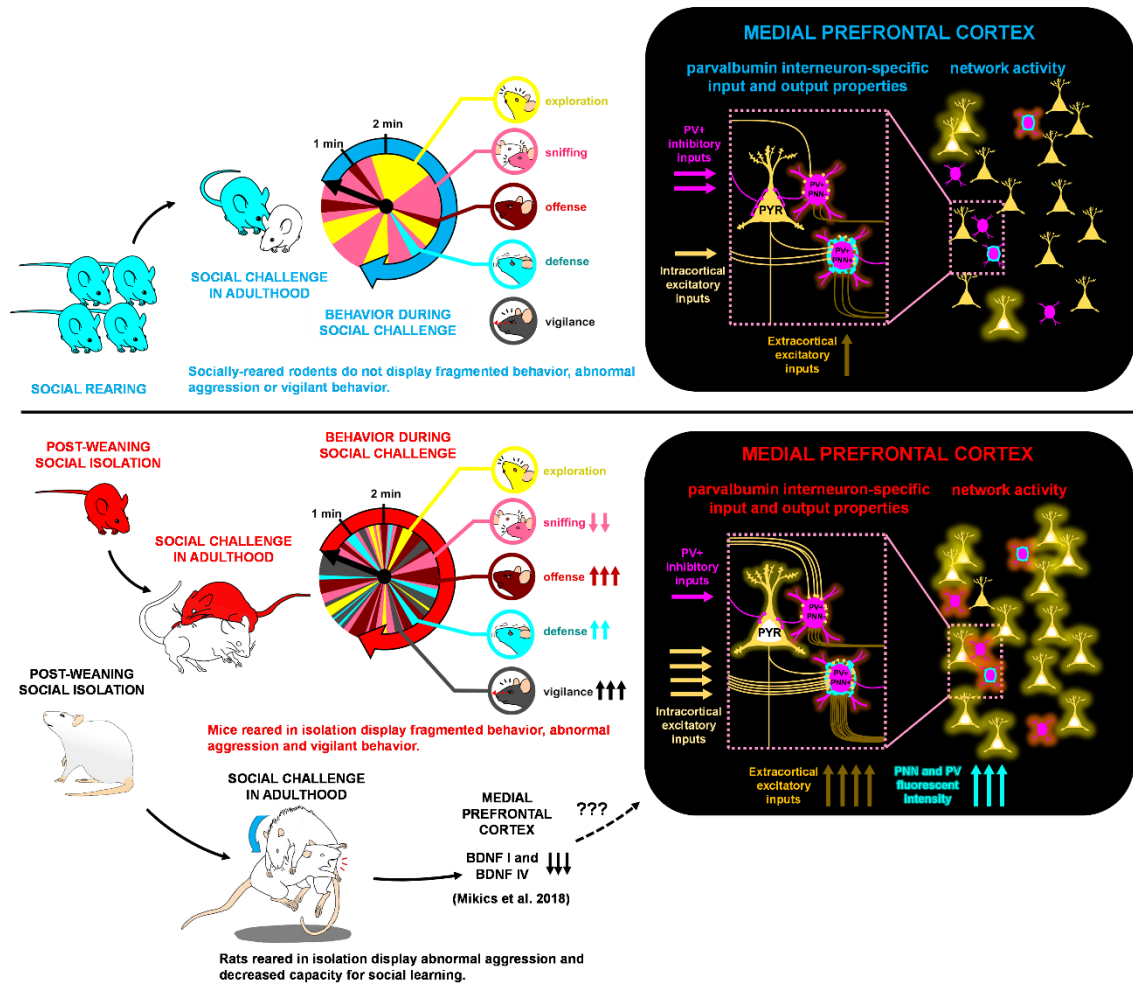 MEDIAL PREFRONTAL CORTEX
parvalbumin interneuron-specific
input and output properties
network activity
PV+
inhibitory
inputs
PYR
PV+
PNN-
PV+
PNN+
Intracortical
excitatory
inputs
Extracortical
excitatory
inputs
1 min
2 min
exploration
sniffing
offense
defense
vigilance
SOCIAL CHALLENGE
IN ADULTHOOD
BEHAVIOR DURING
SOCIAL CHALLENGE
SOCIAL REARING
Socially-reared rodents do not display fragmented behavior, abnormal
aggression or vigilant behavior.
POST-WEANING
SOCIAL ISOLATION
BEHAVIOR DURING
SOCIAL CHALLENGE
1 min
2 min
exploration
sniffing ↓↓
offense ↑↑↑
defense ↑↑
vigilance ↑↑↑
SOCIAL CHALLENGE
IN ADULTHOOD
Mice reared in isolation display fragmented behavior, abnormal
aggression and vigilant behavior.
MEDIAL PREFRONTAL CORTEX
parvalbumin interneuron-specific
input and output properties
network activity
PV+
inhibitory
inputs
PYR
PV+
PNN-
PV+
PNN+
Intracortical
excitatory
inputs
Extracortical
excitatory
inputs
↑↑↑↑
PNN and PV
fluorescent
intensity
↑↑↑
POST-WEANING
SOCIAL ISOLATION
SOCIAL CHALLENGE
IN ADULTHOOD
MEDIAL
PREFRONTAL
CORTEX
???
BDNF I and
BDNF IV
↓↓↓
(Mikics et al. 2018)
Rats reared in isolation display abnormal aggression and
decreased capacity for social learning.